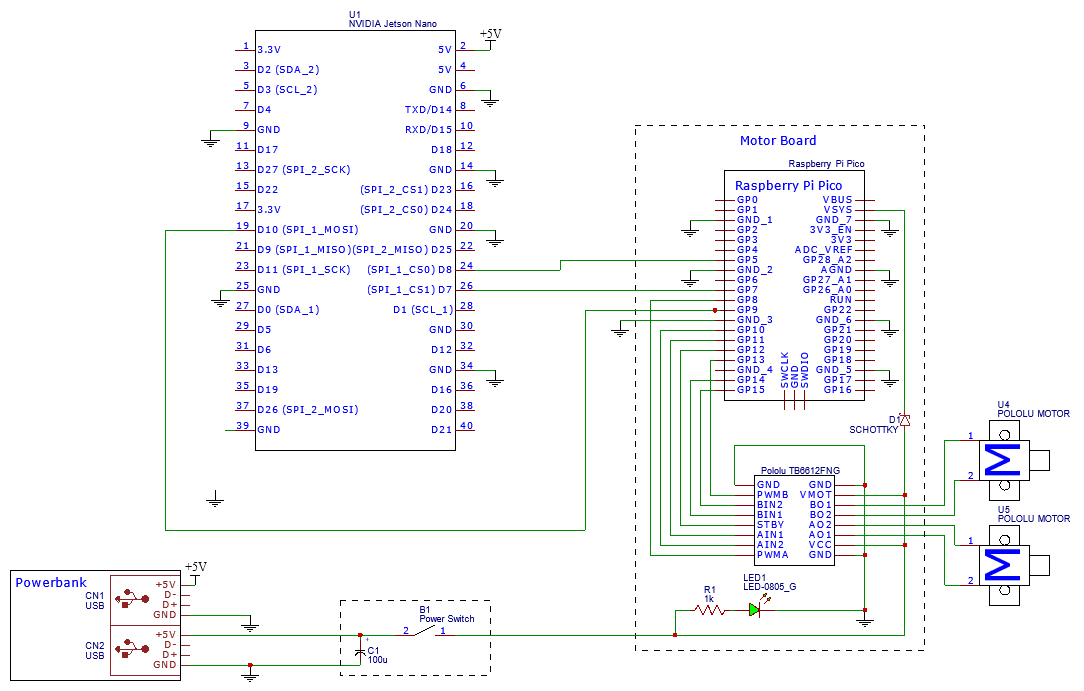 U1
NVIDIA Jetson Nano
+5V
1 3.3V 5V 2
3 D2 (SDA_2) 5V 4
5 D3 (SCL_2) GND 6
7 D4 TXD/D14 8
9 GND RXD/D15 10
11 D17 D18 12
13 D27 (SPI_2_SCK) GND 14
15 D22 (SPI_2_CS1) D23 16
17 3.3V (SPI_2_CS0) D24 18
19 D10 (SPI_1_MOSI) GND 20
21 D9 (SPI_1_MISO) (SPI_2_MISO) D25 22
23 D11 (SPI_1_SCK) (SPI_1_CS0) D8 24
25 GND (SPI_1_CS1) D7 26
27 D0 (SDA_1) D1 (SCL_1) 28
29 D5 GND 30
31 D6 D12 32
33 D13 GND 34
35 D19 D16 36
37 D26 (SPI_2_MOSI) D20 38
39 GND D21 40
Motor Board
Raspberry Pi Pico
Raspberry Pi Pico
GP0 VBUS
GP1 VSYS
GND_1 GND_7
GP2 3V3_EN
GP3 3V3
GP4 ADC_VREF
GP5 GP28_A2
GND_2 AGND
GP6 GP27_A1
GP7 GP26_A0
GP8 RUN
GP9 GP22
GND_3 GND_6
GP10 GP21
GP11 GP20
GP12 GP19
GP13 GP18
GND_4 GND_5
GP14 GP17
GP15 GP16
SWCLK
GND
SWDIO
D1
SCHOTTKY
Pololu TB6612FNG
GND GND
PWMB VMOT
BIN2 BO1
BIN1 BO2
STBY AO2
AIN1 AO1
AIN2 VCC
PWMA GND
U4
POLOLU MOTOR
1
2
M
U5
POLOLU MOTOR
1
2
M
R1
1k
LED1
LED-0805_G
Powerbank
+5V
CN1
USB
+5V
D-
D+
GND
CN2
USB
+5V
D-
D+
GND
B1
Power Switch
2 1
+
C1
100u